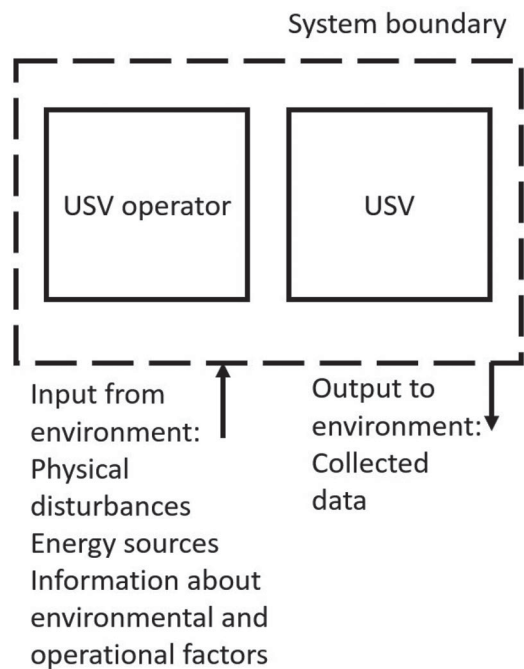 System boundary
USV operator
USV
Input from
environment:
Physical
disturbances
Energy sources
Information about
environmental and
operational factors
Output to
environment:
Collected
data